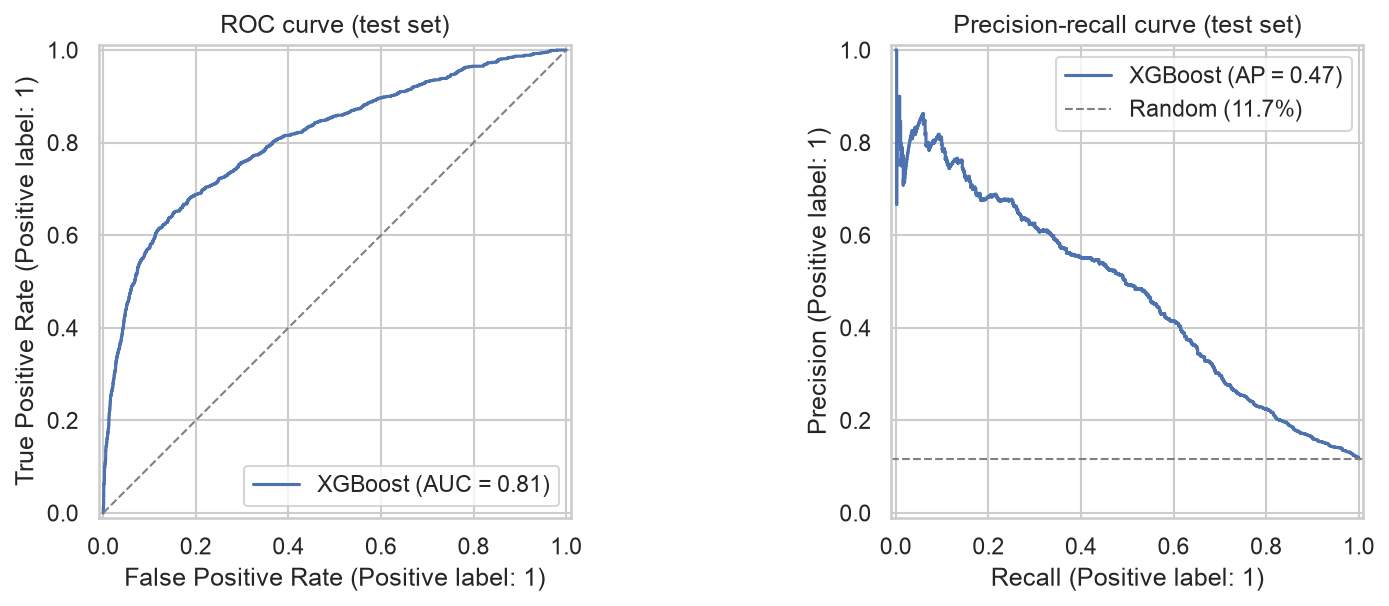 ROC curve (test set)
True Positive Rate (Positive label: 1)
1.0
0.8
0.6
0.4
0.2
0.0
XGBoost (AUC = 0.81)
0.0 0.2 0.4 0.6 0.8 1.0
False Positive Rate (Positive label: 1)
Precision-recall curve (test set)
Precision (Positive label: 1)
1.0
0.8
0.6
0.4
0.2
0.0
XGBoost (AP = 0.47)
Random (11.7%)
0.0 0.2 0.4 0.6 0.8 1.0
Recall (Positive label: 1)